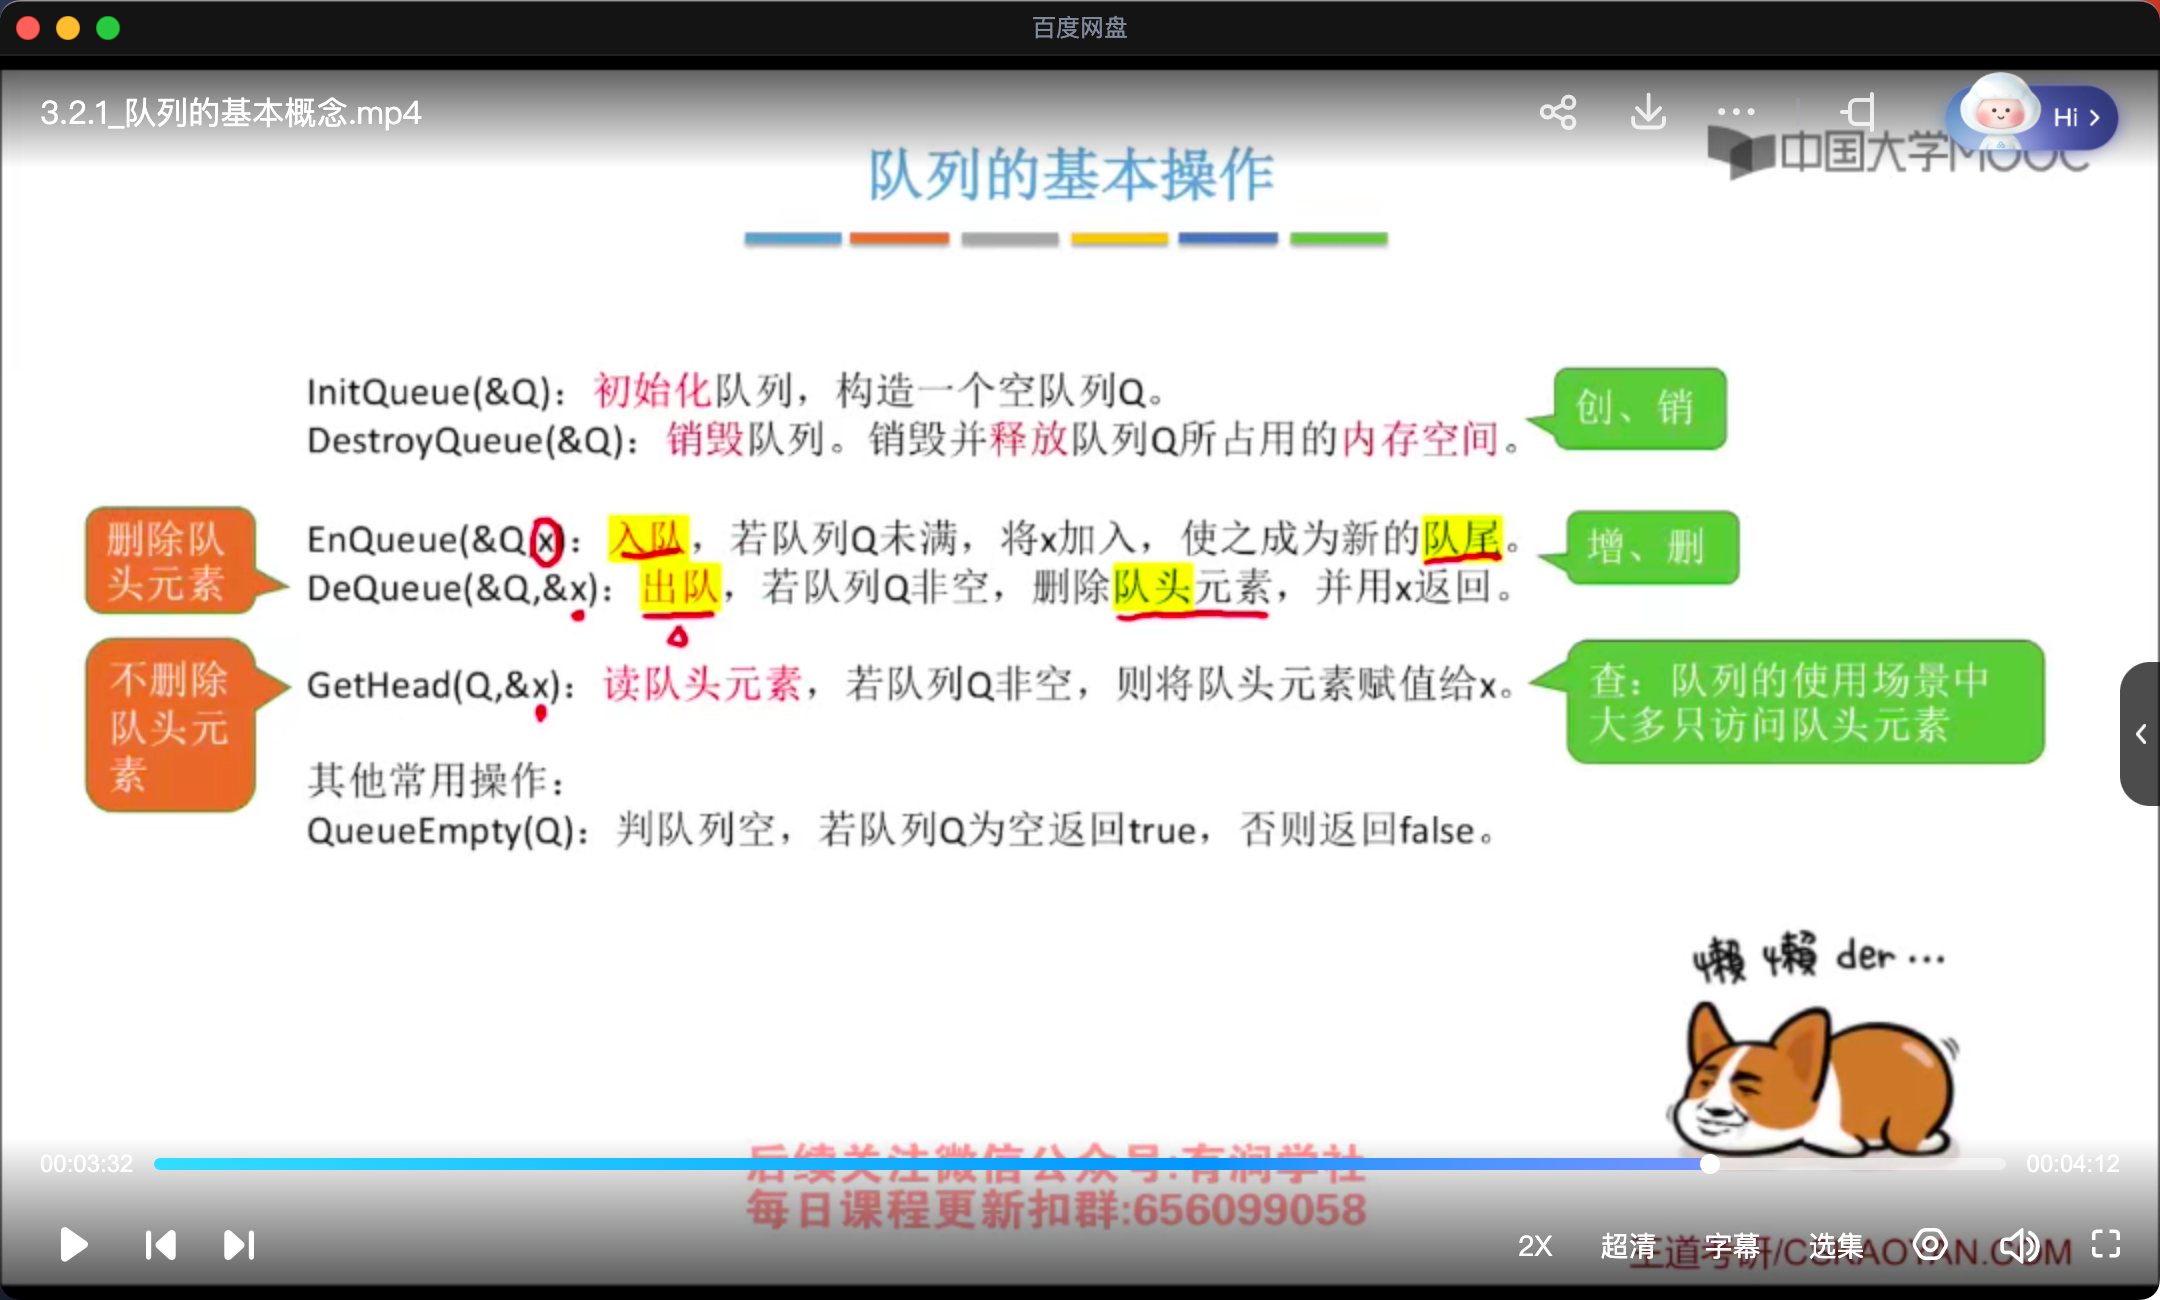 百度网盘
3.2.1_队列的基本概念.mp4
Hi
中国大学MOOC
队列的基本操作
InitQueue(&Q)：初始化队列，构造一个空队列Q。
DestroyQueue(&Q)：销毁队列。销毁并释放队列Q所占用的内存空间。
创、销
删除队
头元素
EnQueue(&Q,x)：入队，若队列Q未满，将x加入，使之成为新的队尾。
DeQueue(&Q,&x)：出队，若队列Q非空，删除队头元素，并用x返回。
增、删
不删除
队头元
素
GetHead(Q,&x)：读队头元素，若队列Q非空，则将队头元素赋值给x。
查：队列的使用场景中
大多只访问队头元素
其他常用操作：
QueueEmpty(Q)：判队列空，若队列Q为空返回true，否则返回false。
懒 懒 der…
00:03:32
后续关注微信公众号:有润学社
00:04:12
每日课程更新扣群:656099058
2X
超清
字幕
选集
王道考研/CSKAOYAN.COM